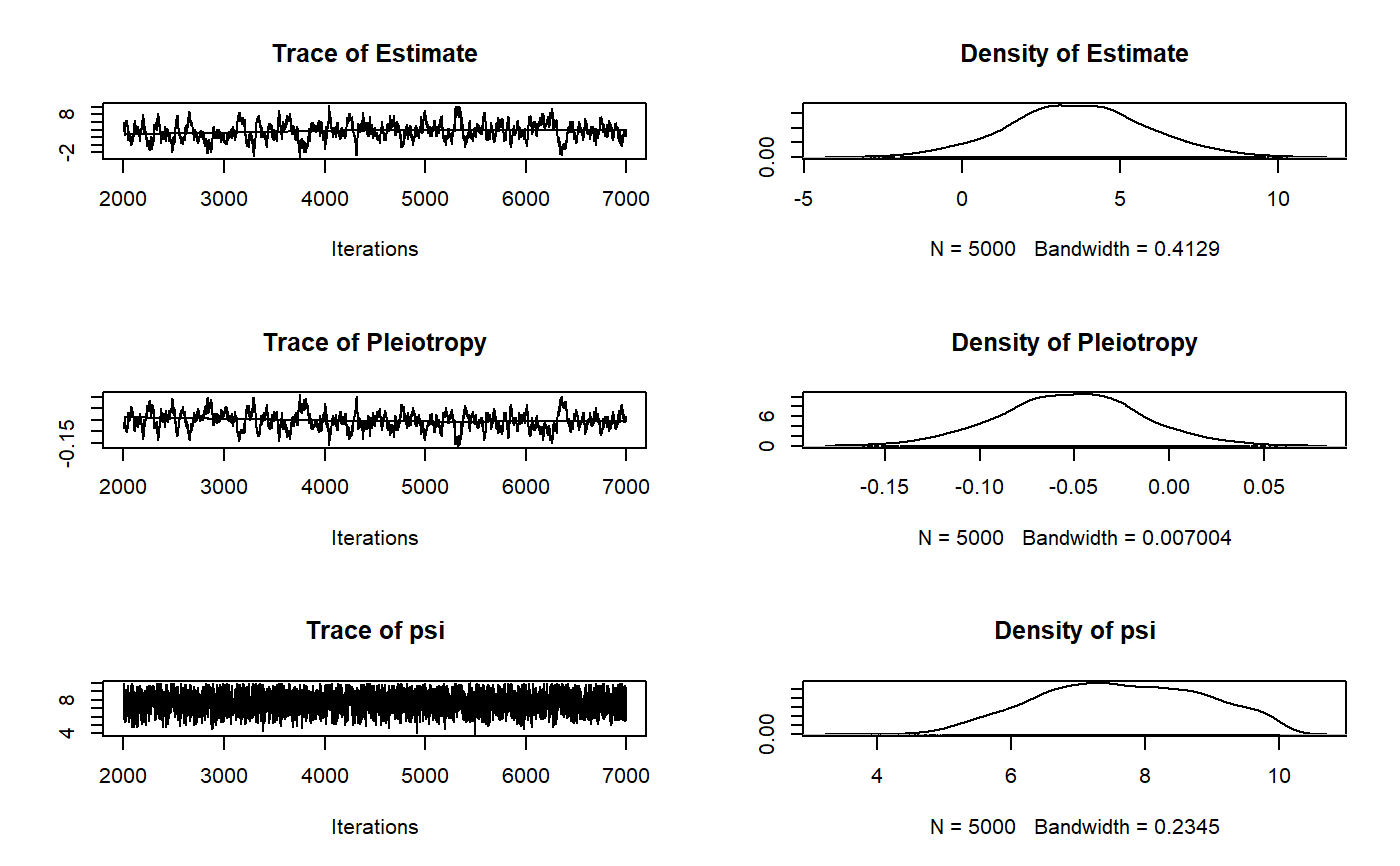 Trace of Estimate
8
-2
2000 3000 4000 5000 6000 7000
Iterations
Density of Estimate
0.00
-5 0 5 10
N = 5000 Bandwidth = 0.4129
Trace of Pleiotropy
-0.15
2000 3000 4000 5000 6000 7000
Iterations
Density of Pleiotropy
6
0
-0.15 -0.10 -0.05 0.00 0.05
N = 5000 Bandwidth = 0.007004
Trace of psi
8
4
2000 3000 4000 5000 6000 7000
Iterations
Density of psi
0.00
4 6 8 10
N = 5000 Bandwidth = 0.2345